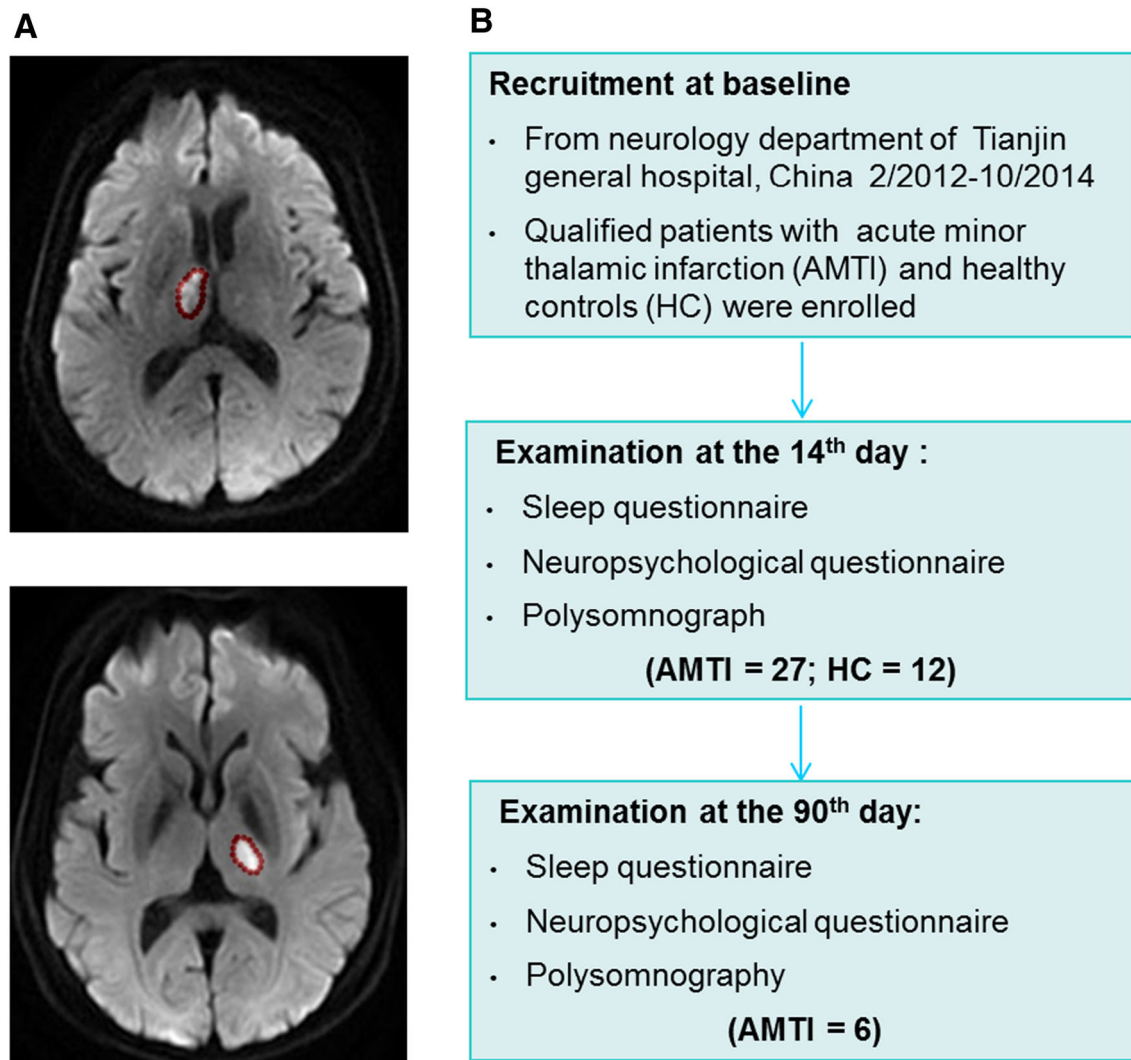 A
B
Recruitment at baseline
• From neurology department of Tianjin
general hospital, China 2/2012-10/2014
• Qualified patients with acute minor
thalamic infarction (AMTI) and healthy
controls (HC) were enrolled
Examination at the 14th day :
• Sleep questionnaire
• Neuropsychological questionnaire
• Polysomnograph
(AMTI = 27; HC = 12)
Examination at the 90th day:
• Sleep questionnaire
• Neuropsychological questionnaire
• Polysomnography
(AMTI = 6)